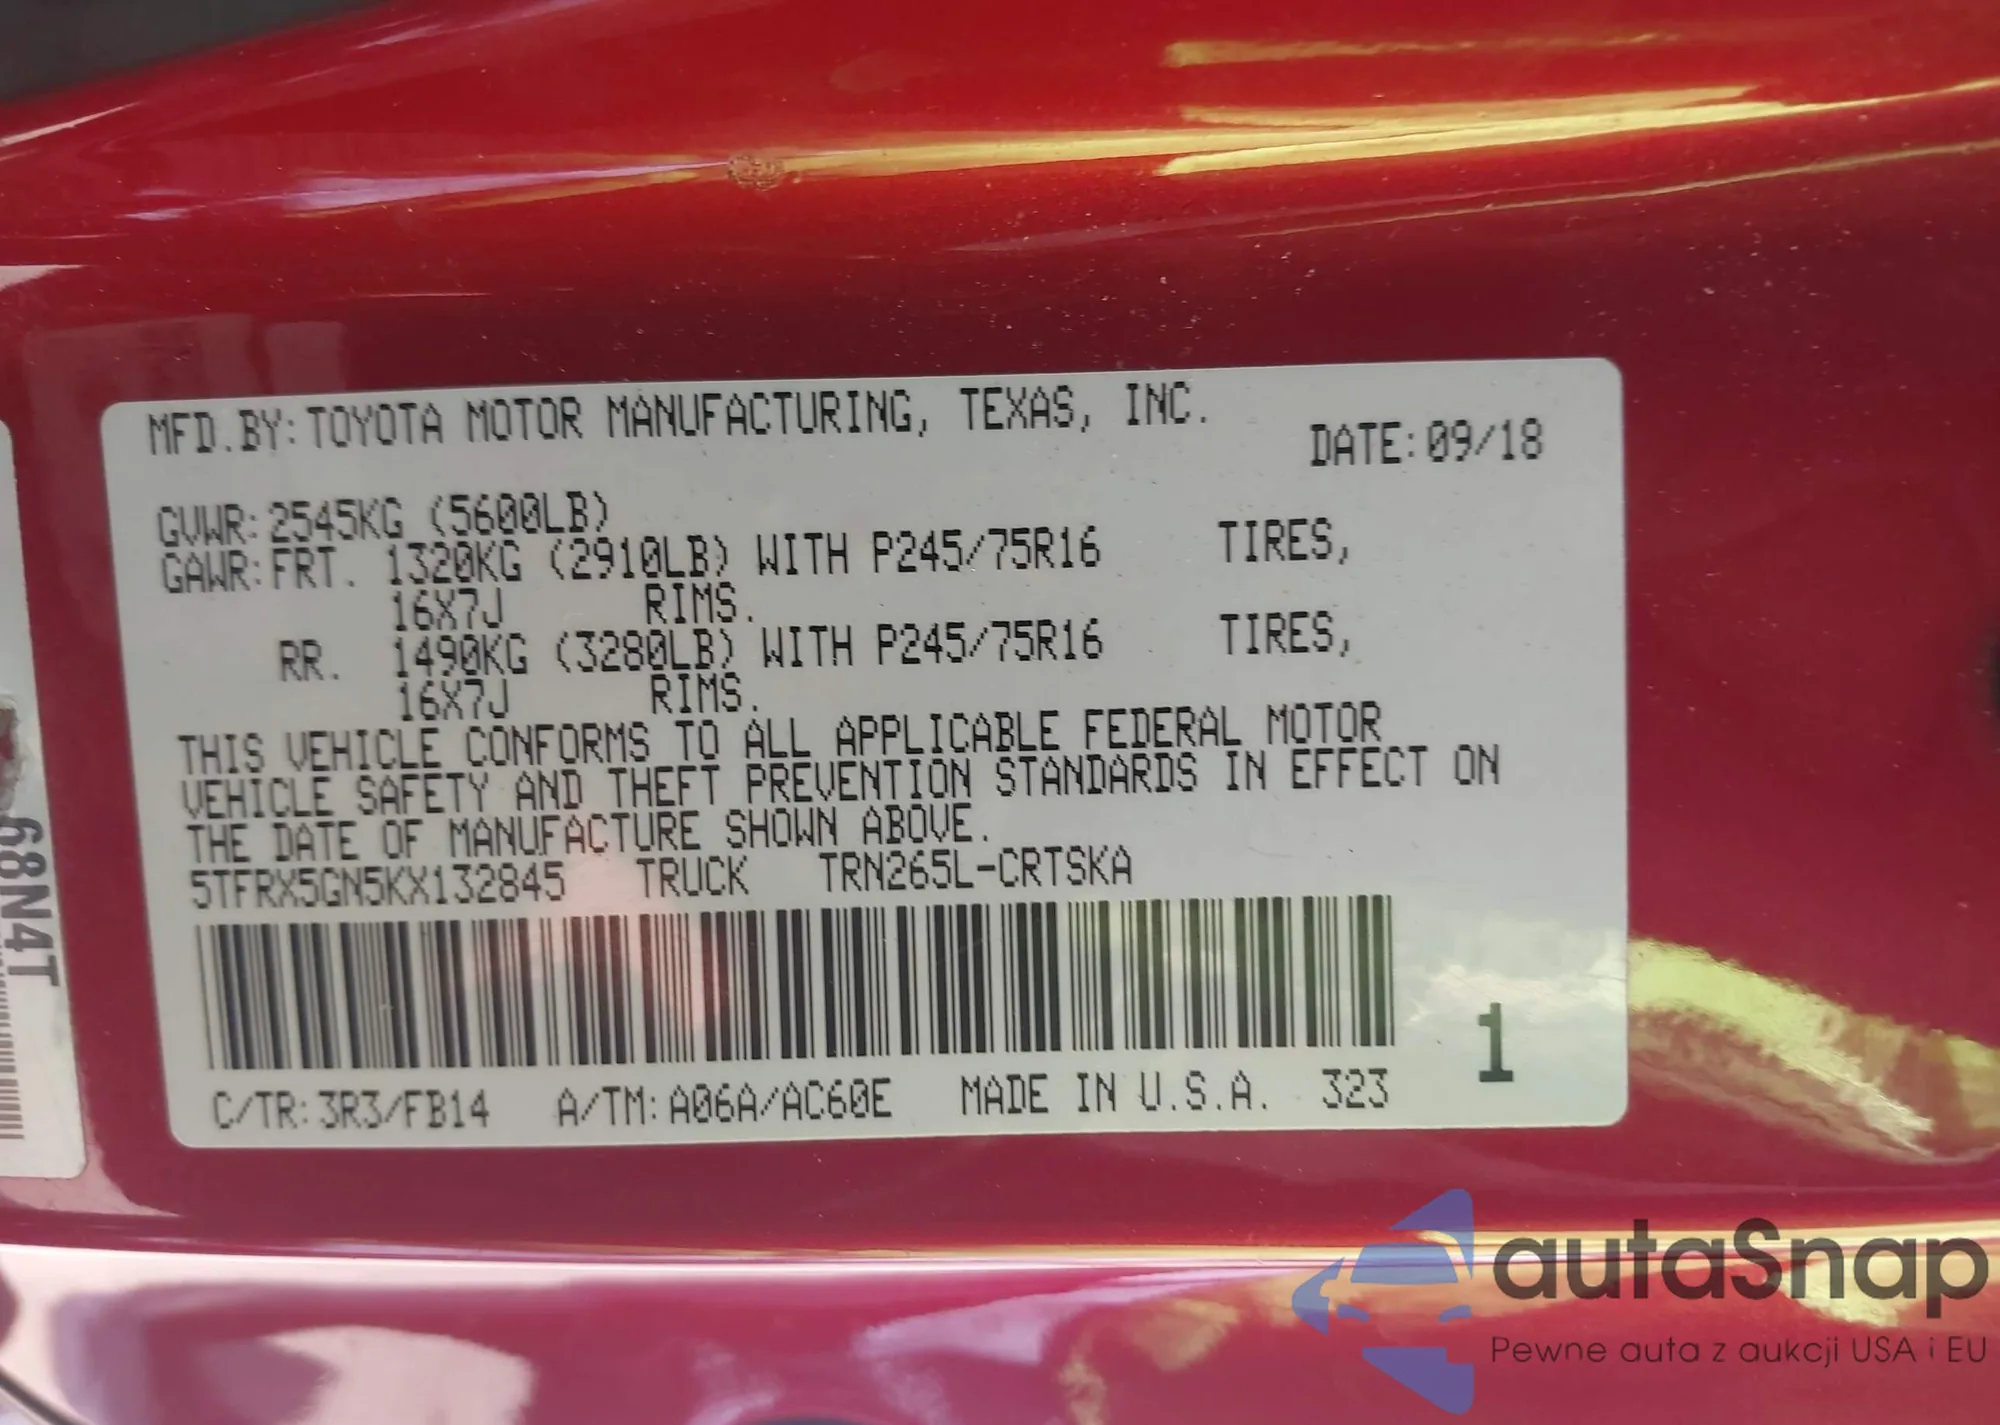 MFD.BY:TOYOTA MOTOR MANUFACTURING, TEXAS, INC.
DATE:09/18
GVWR:2545KG (5600LB)
GAWR:FRT. 1320KG (2910LB) WITH P245/75R16 TIRES,
16X7J RIMS.
RR. 1490KG (3280LB) WITH P245/75R16 TIRES,
16X7J RIMS.
THIS VEHICLE CONFORMS TO ALL APPLICABLE FEDERAL MOTOR
VEHICLE SAFETY AND THEFT PREVENTION STANDARDS IN EFFECT ON
THE DATE OF MANUFACTURE SHOWN ABOVE.
5TFRX5GN5KX132845 TRUCK TRN265L-CRTSKA
C/TR:3R3/FB14 A/TM:A06A/AC60E MADE IN U.S.A. 323
1
68N4T
autaSnap
Pewne auta z aukcji USA i EU